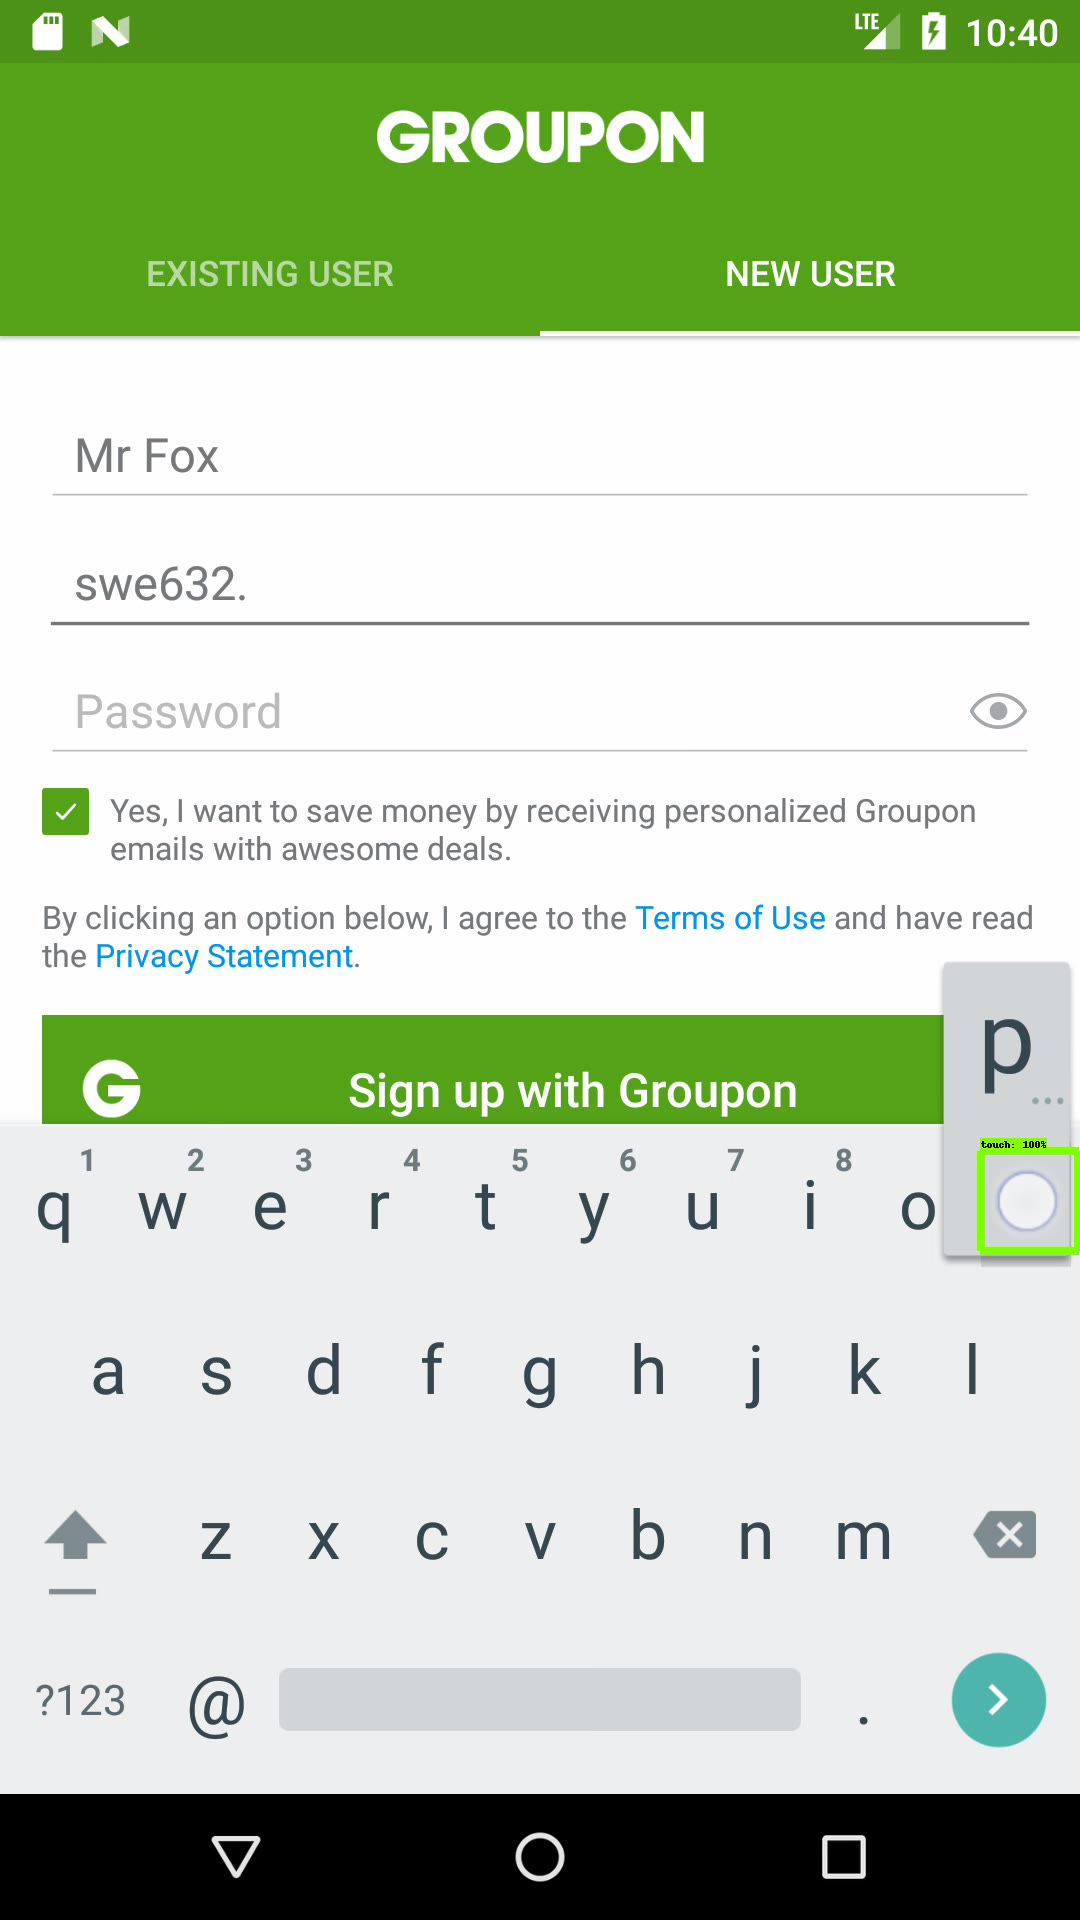 LTE 10:40
GROUPON
EXISTING USER NEW USER
Mr Fox
swe632.
Password
Yes, I want to save money by receiving personalized Groupon
emails with awesome deals.
By clicking an option below, I agree to the Terms of Use and have read
the Privacy Statement.
p
...
G Sign up with Groupon
touch: 100%
1 2 3 4 5 6 7 8
q w e r t y u i o
a s d f g h j k l
z x c v b n m
?123 @ .